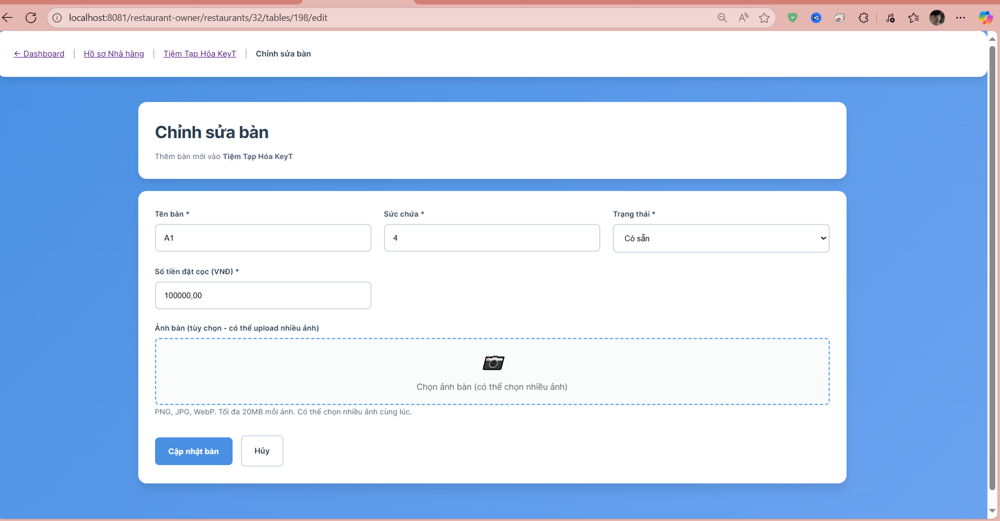 localhost:8081/restaurant-owner/restaurants/32/tables/198/edit
← Dashboard | Hồ sơ Nhà hàng | Tiệm Tạp Hóa KeyT | Chỉnh sửa bàn
Chỉnh sửa bàn
Thêm bàn mới vào Tiệm Tạp Hóa KeyT
Tên bàn * Sức chứa * Trạng thái *
A1 4 Có sẵn
Số tiền đặt cọc (VNĐ) *
100000,00
Ảnh bàn (tùy chọn - có thể upload nhiều ảnh)
Chọn ảnh bàn (có thể chọn nhiều ảnh)
PNG, JPG, WebP. Tối đa 20MB mỗi ảnh. Có thể chọn nhiều ảnh cùng lúc.
Cập nhật bàn Hủy